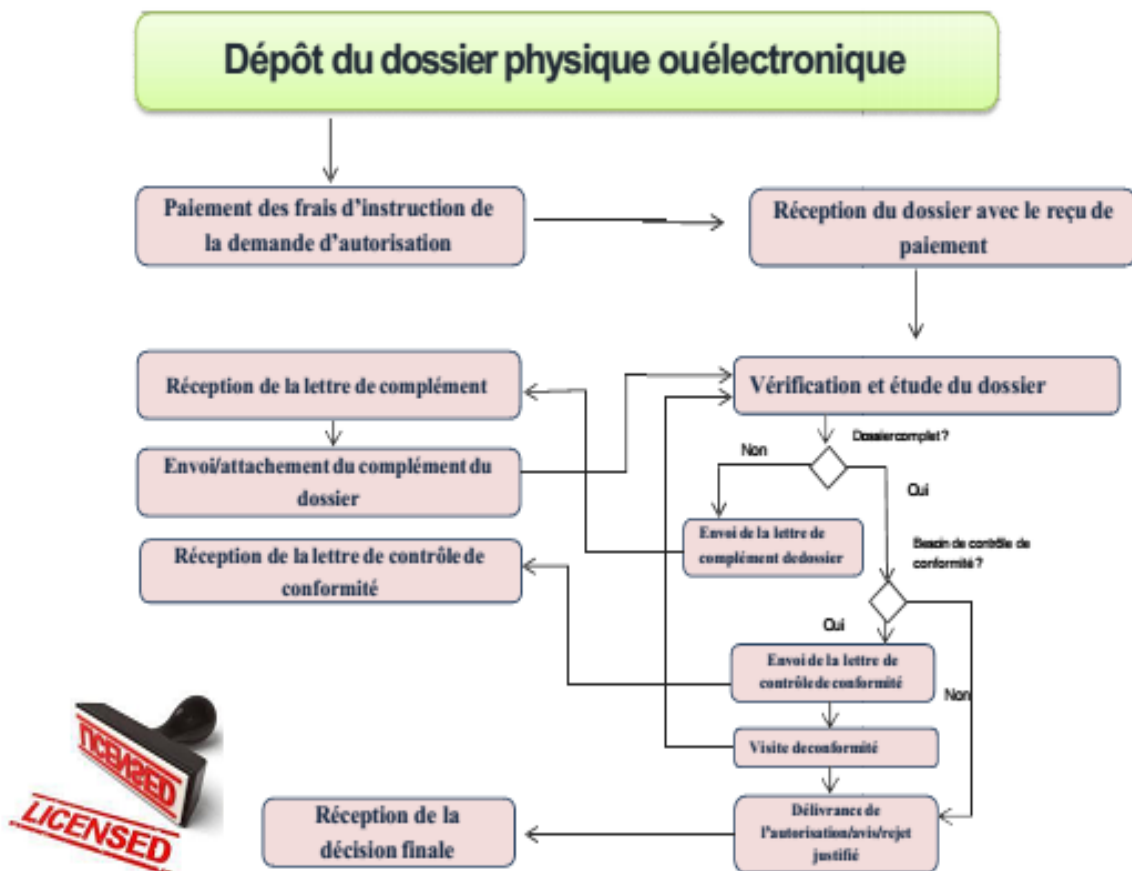 Dépôt du dossier physique ouélectronique
Paiement des frais d'instruction de
la demande d'autorisation
Réception du dossier avec le reçu de
paiement
Réception de la lettre de complément
Vérification et étude du dossier
Dossiercomplet ?
Non
Oui
Envoi/attachement du complément du
dossier
Envoi de la lettre de
complément dedossier
Réception de la lettre de contrôle de
conformité
Besoin de contrôle de
conformité ?
Oui
Envoi de la lettre de
contrôle de conformité
Non
Visite deconformité
Délivrance de
l'autorisation/avis/rejet
justifié
Réception de la
décision finale
LICENSED
LICENSED